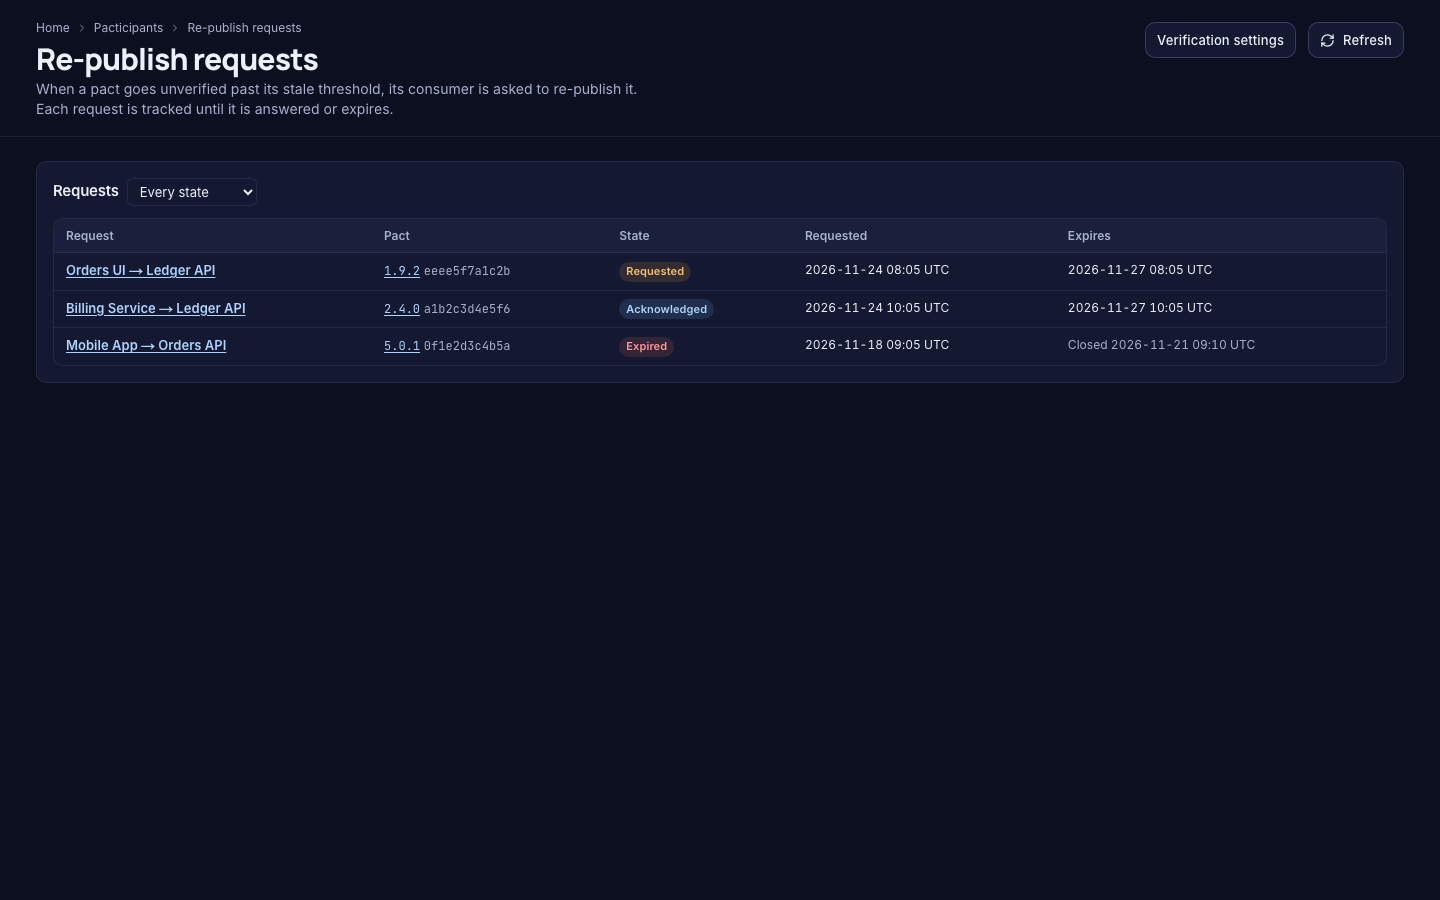 Home > Pacticipants > Re-publish requests
Re-publish requests
When a pact goes unverified past its stale threshold, its consumer is asked to re-publish it.
Each request is tracked until it is answered or expires.
Verification settings
Refresh
Requests Every state
Request Pact State Requested Expires
Orders UI → Ledger API 1.9.2 eeee5f7a1c2b Requested 2026-11-24 08:05 UTC 2026-11-27 08:05 UTC
Billing Service → Ledger API 2.4.0 a1b2c3d4e5f6 Acknowledged 2026-11-24 10:05 UTC 2026-11-27 10:05 UTC
Mobile App → Orders API 5.0.1 0f1e2d3c4b5a Expired 2026-11-18 09:05 UTC Closed 2026-11-21 09:10 UTC